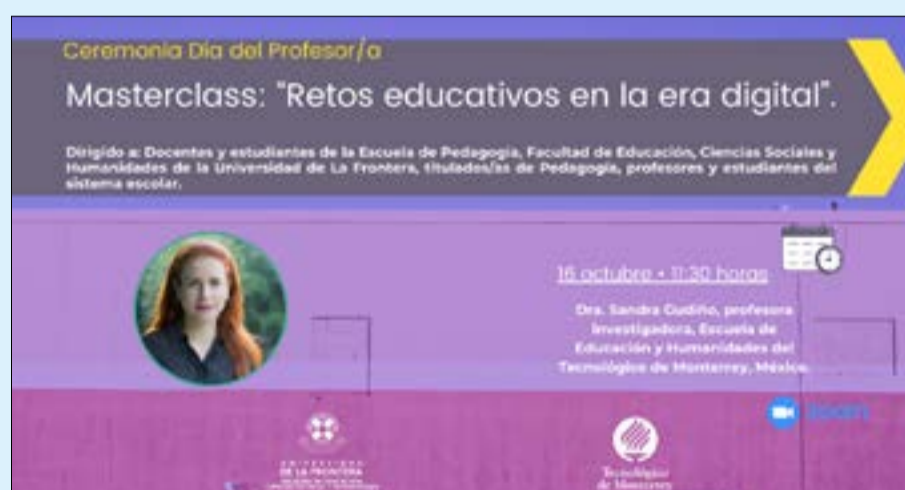 Ceremonia Día del Profesor/a
Masterclass: "Retos educativos en la era digital".
Dirigido a: Docentes y estudiantes de la Escuela de Pedagogía, Facultad de Educación, Ciencias Sociales y
Humanidades de la Universidad de La Frontera, titulados/as de Pedagogía, profesores y estudiantes del
sistema escolar.
16 octubre • 11:30 horas
Dra. Sandra Gudiño, profesora
investigadora, Escuela de
Educación y Humanidades del
Tecnológico de Monterrey, México.
zoom
UNIVERSIDAD
DE LA FRONTERA
Tecnológico
de Monterrey